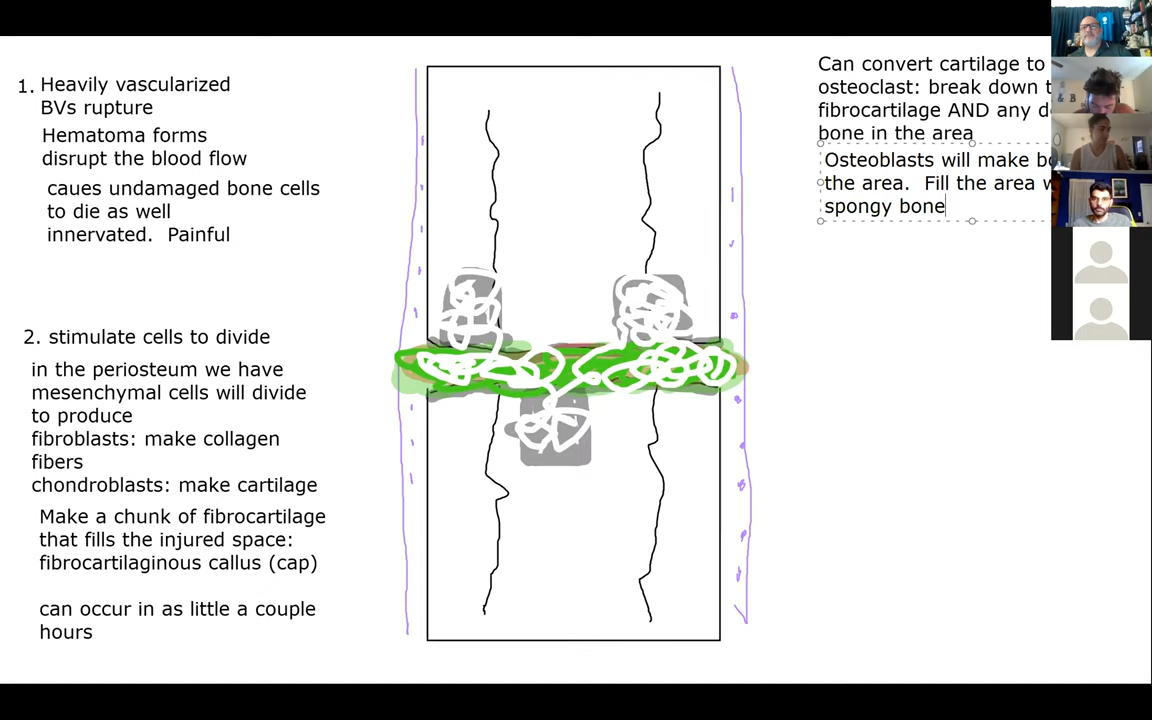 1. Heavily vascularized
BVs rupture
Hematoma forms
disrupt the blood flow
caues undamaged bone cells
to die as well
innervated.  Painful
2. stimulate cells to divide
in the periosteum we have
mesenchymal cells will divide
to produce
fibroblasts: make collagen
fibers
chondroblasts: make cartilage
Make a chunk of fibrocartilage
that fills the injured space:
fibrocartilaginous callus (cap)
can occur in as little a couple
hours
Can convert cartilage to
osteoclast: break down
fibrocartilage AND any
bone in the area
Osteoblasts will make
the area.  Fill the area
spongy bone